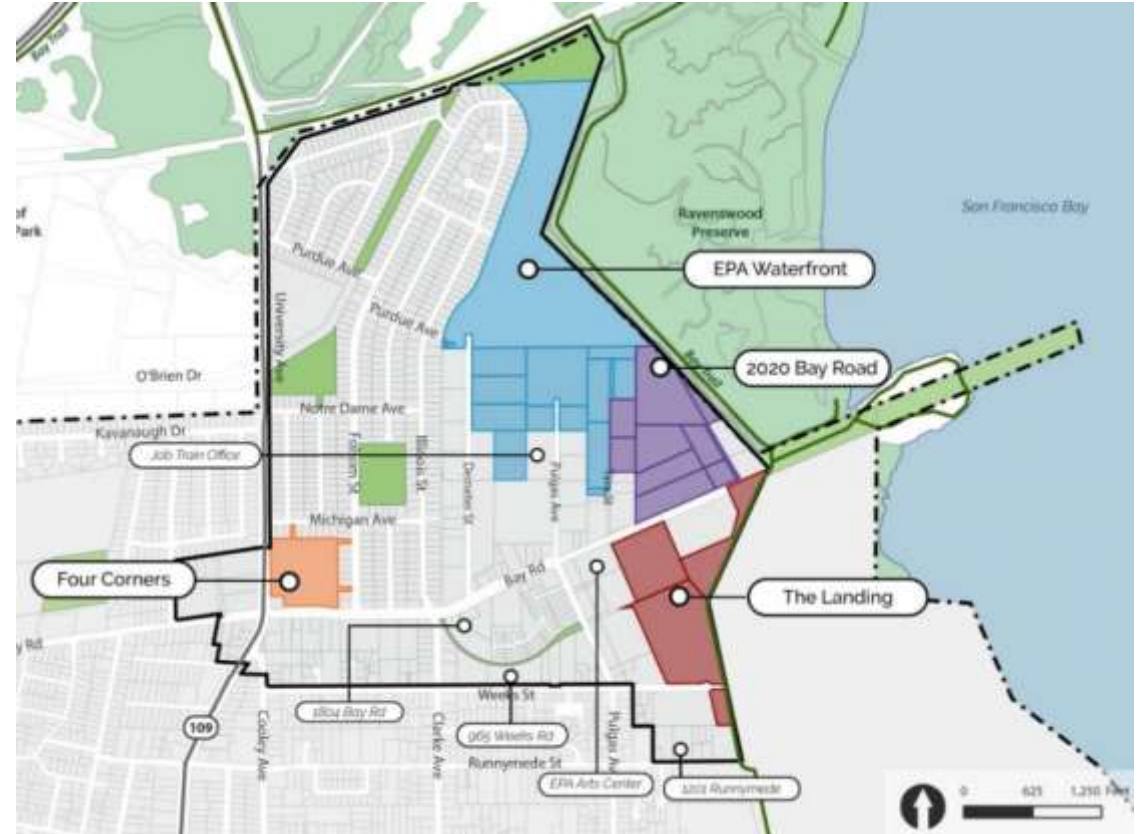 Bay Trail
of
Park
Ravenswood
Preserve
San Francisco Bay
Purdue Ave
EPA Waterfront
University Ave
Purdue Ave
Bay Trail
2020 Bay Road
O'Brien Dr
Notre Dame Ave
Kavanaugh Dr
Job Train Office
Fordham St
Illinois St
Demeter St
Pulgas Ave
Michigan Ave
Four Corners
Bay Rd
The Landing
y Rd.
Weeks St
1804 Bay Rd
109
965 Weeks Rd
Cooley Ave
Clarke Ave
Runnymede St
Pulgas Av
EPA Arts Center
1201 Runnymede
0 625 1,250 Feet